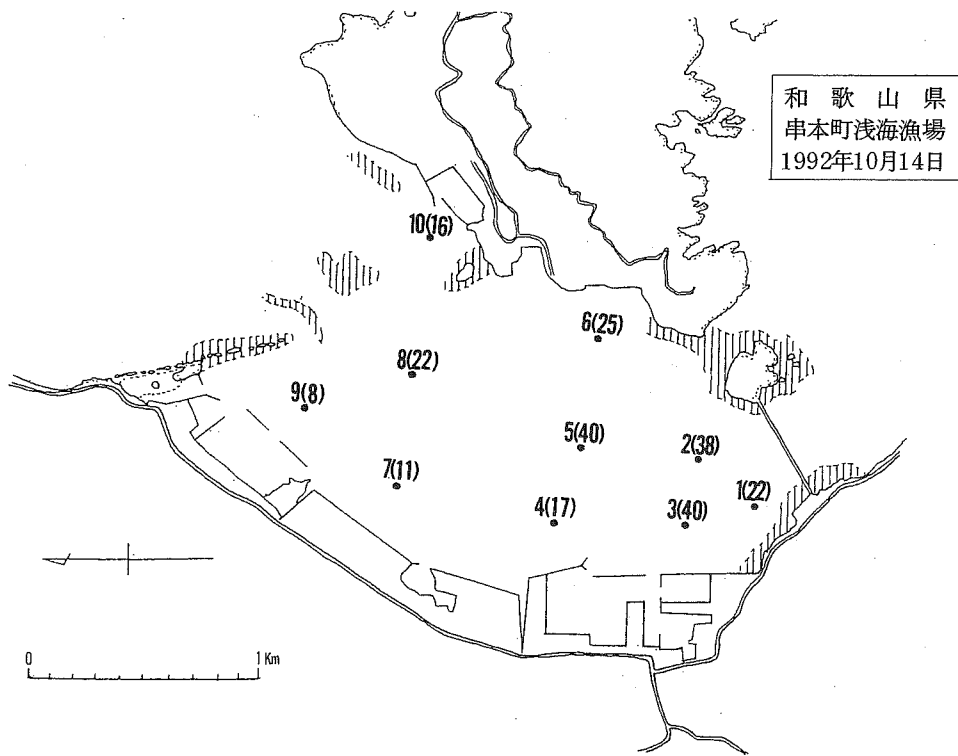 和歌山県
串本町浅海漁場
1992年10月14日
10(16)
6(25)
8(22)
9(8)
5(40)
2(38)
7(11)
1(22)
4(17)
3(40)
0 1 Km